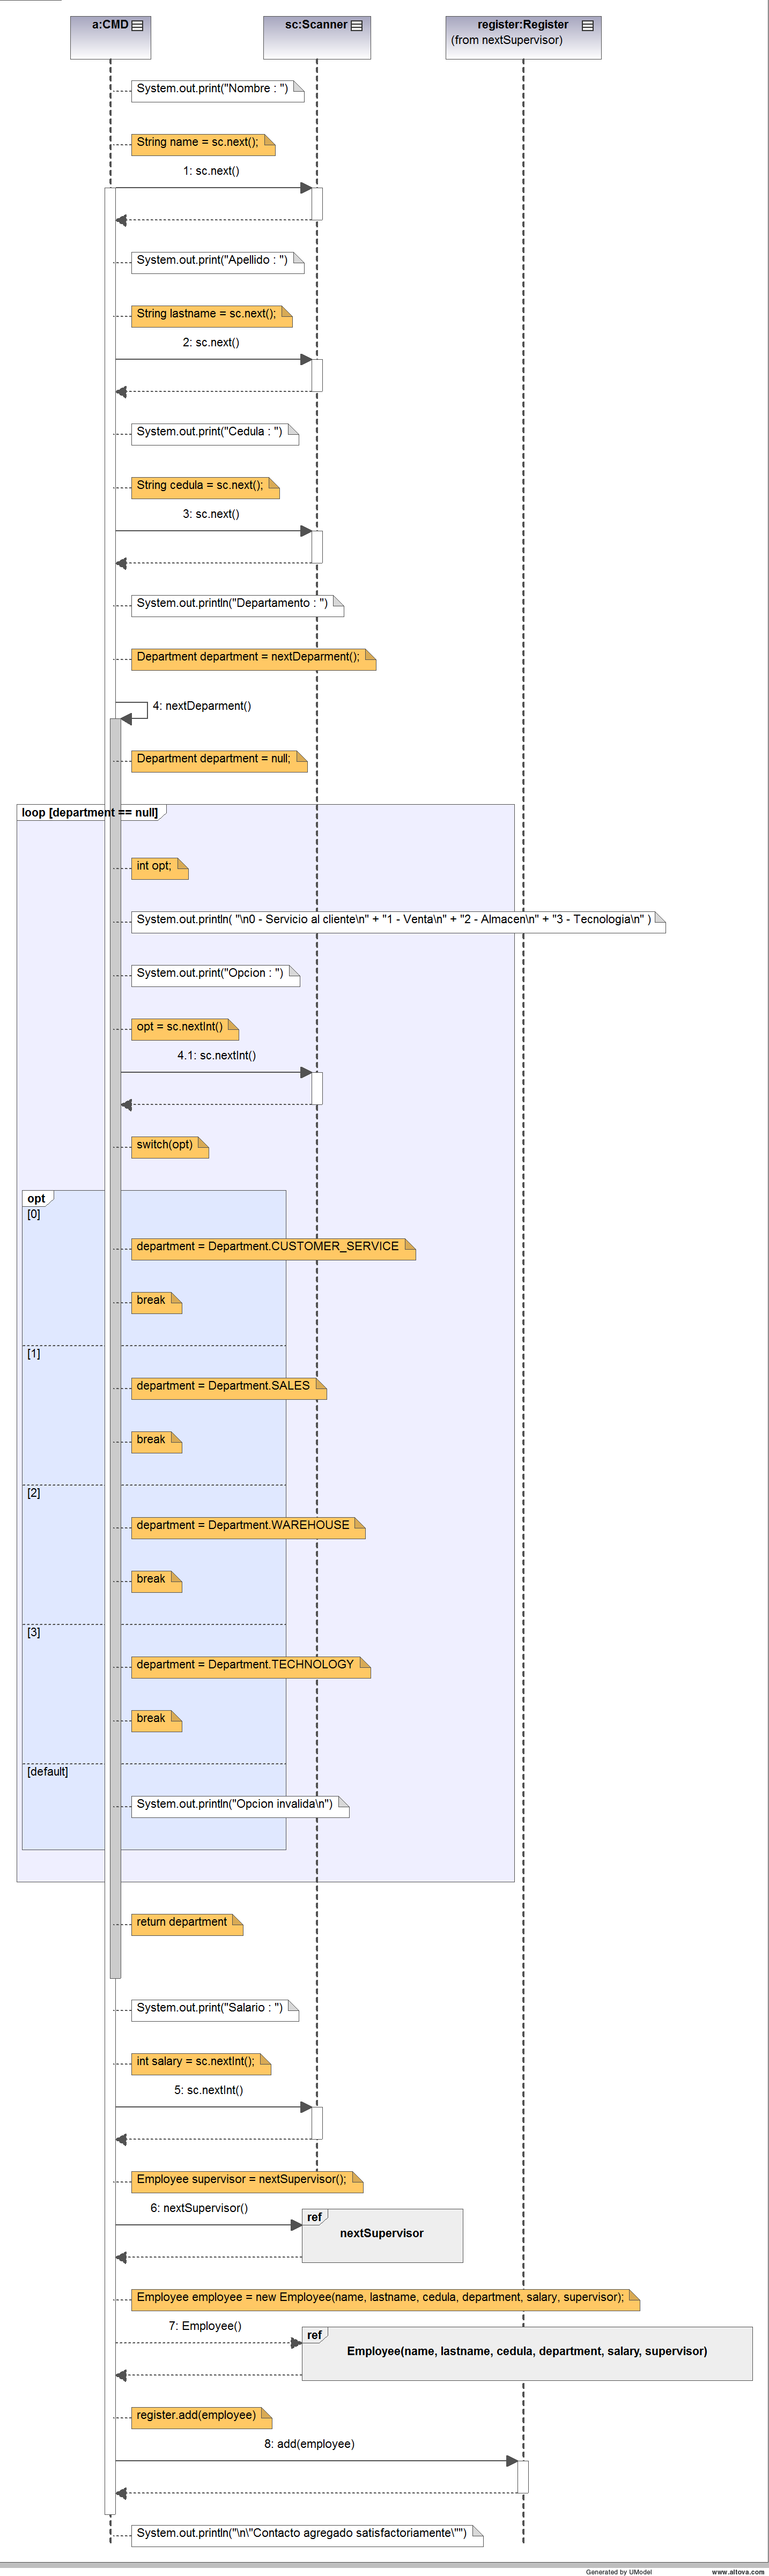 a:CMD
sc:Scanner
register:Register
(from nextSupervisor)
System.out.print("Nombre : ")
String name = sc.next();
1: sc.next()
System.out.print("Apellido : ")
String lastname = sc.next();
2: sc.next()
System.out.print("Cedula : ")
String cedula = sc.next();
3: sc.next()
System.out.println("Departamento : ")
Department department = nextDeparment();
4: nextDeparment()
Department department = null;
loop [department == null]
int opt;
System.out.println( "\n0 - Servicio al cliente\n" + "1 - Venta\n" + "2 - Almacen\n" + "3 - Tecnologia\n" )
System.out.print("Opcion : ")
opt = sc.nextInt()
4.1: sc.nextInt()
switch(opt)
opt
[0]
department = Department.CUSTOMER_SERVICE
break
[1]
department = Department.SALES
break
[2]
department = Department.WAREHOUSE
break
[3]
department = Department.TECHNOLOGY
break
[default]
System.out.println("Opcion invalida\n")
return department
System.out.print("Salario : ")
int salary = sc.nextInt();
5: sc.nextInt()
Employee supervisor = nextSupervisor();
6: nextSupervisor()
ref
nextSupervisor
Employee employee = new Employee(name, lastname, cedula, department, salary, supervisor);
7: Employee()
ref
Employee(name, lastname, cedula, department, salary, supervisor)
register.add(employee)
8: add(employee)
System.out.println("\n\"Contacto agregado satisfactoriamente\"")
Generated by UModel www.altova.com